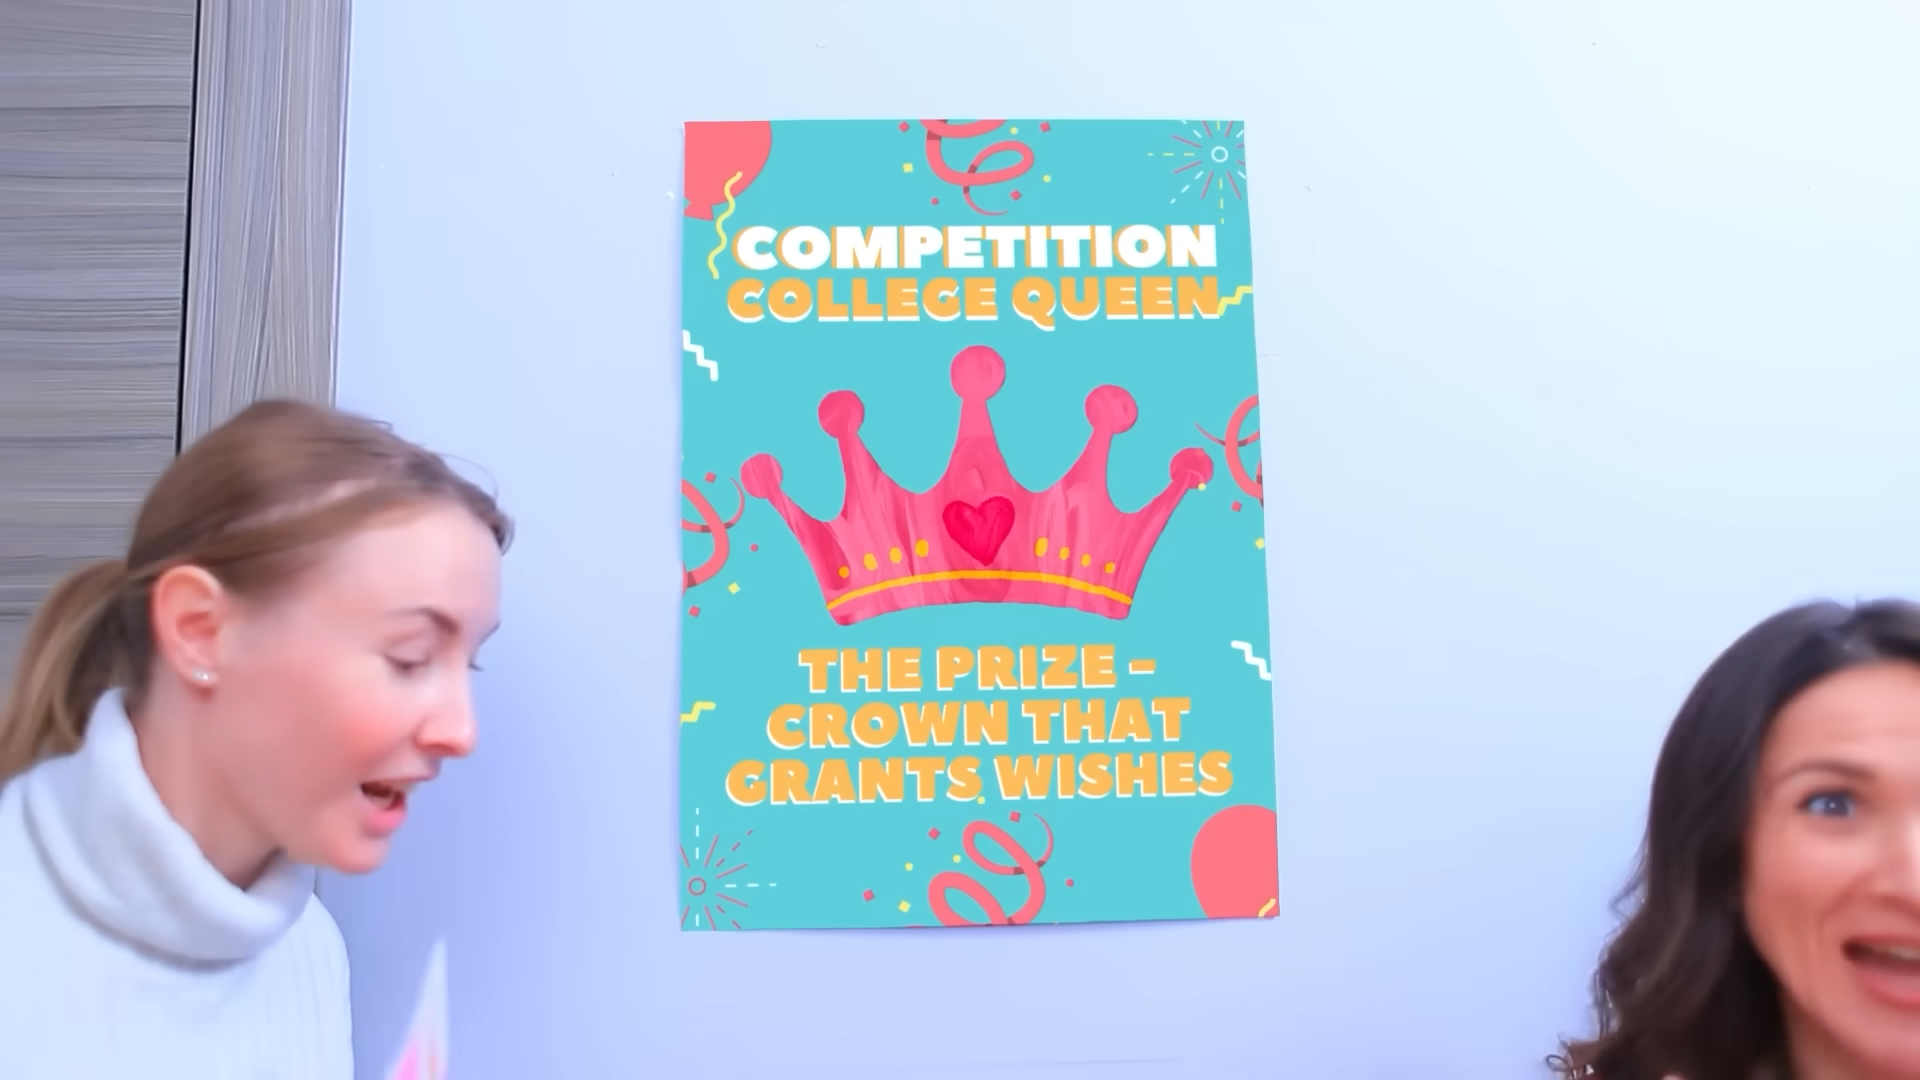 COMPETITION
COLLEGE QUEEN
THE PRIZE –
CROWN THAT
GRANTS WISHES